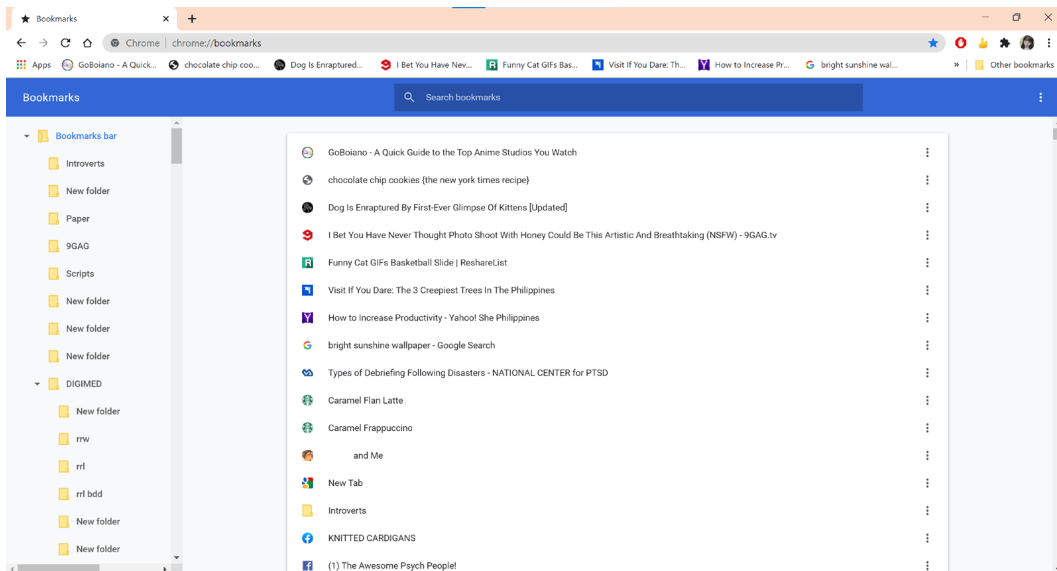 Bookmarks
Chrome | chrome://bookmarks
Apps GoBoiano - A Quick... chocolate chip coo... Dog Is Enraptured... I Bet You Have Nev... Funny Cat GIFs Bas... Visit If You Dare: Th... How to Increase Pr... bright sunshine wal... » Other bookmarks
Bookmarks
Search bookmarks
Bookmarks bar
Introverts
New folder
Paper
9GAG
Scripts
New folder
New folder
New folder
DIGIMED
New folder
rrw
rrl
rrl bdd
New folder
New folder
GoBoiano - A Quick Guide to the Top Anime Studios You Watch
chocolate chip cookies {the new york times recipe}
Dog Is Enraptured By First-Ever Glimpse Of Kittens [Updated]
I Bet You Have Never Thought Photo Shoot With Honey Could Be This Artistic And Breathtaking (NSFW) - 9GAG.tv
Funny Cat GIFs Basketball Slide | ReshareList
Visit If You Dare: The 3 Creepiest Trees In The Philippines
How to Increase Productivity - Yahoo! She Philippines
bright sunshine wallpaper - Google Search
Types of Debriefing Following Disasters - NATIONAL CENTER for PTSD
Caramel Flan Latte
Caramel Frappuccino
and Me
New Tab
Introverts
KNITTED CARDIGANS
(1) The Awesome Psych People!